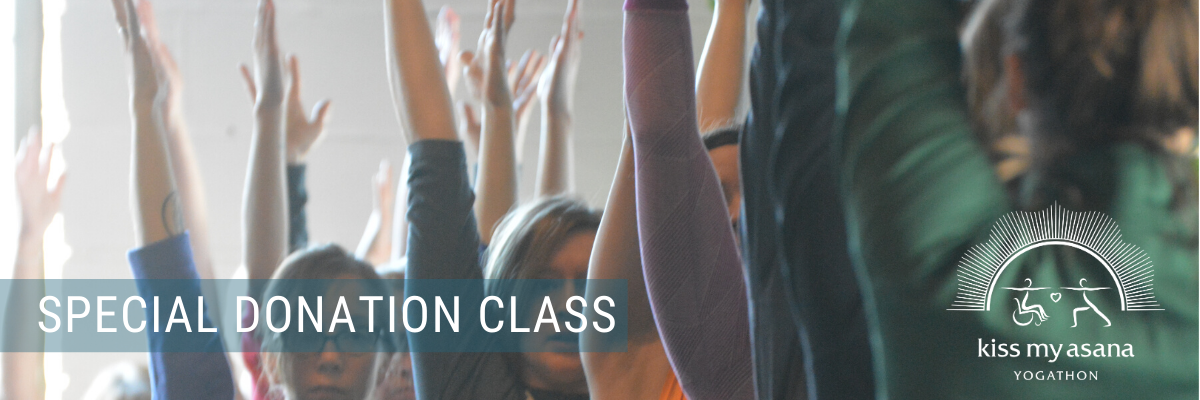 SPECIAL DONATION CLASS
kiss my asana
YOGATHON